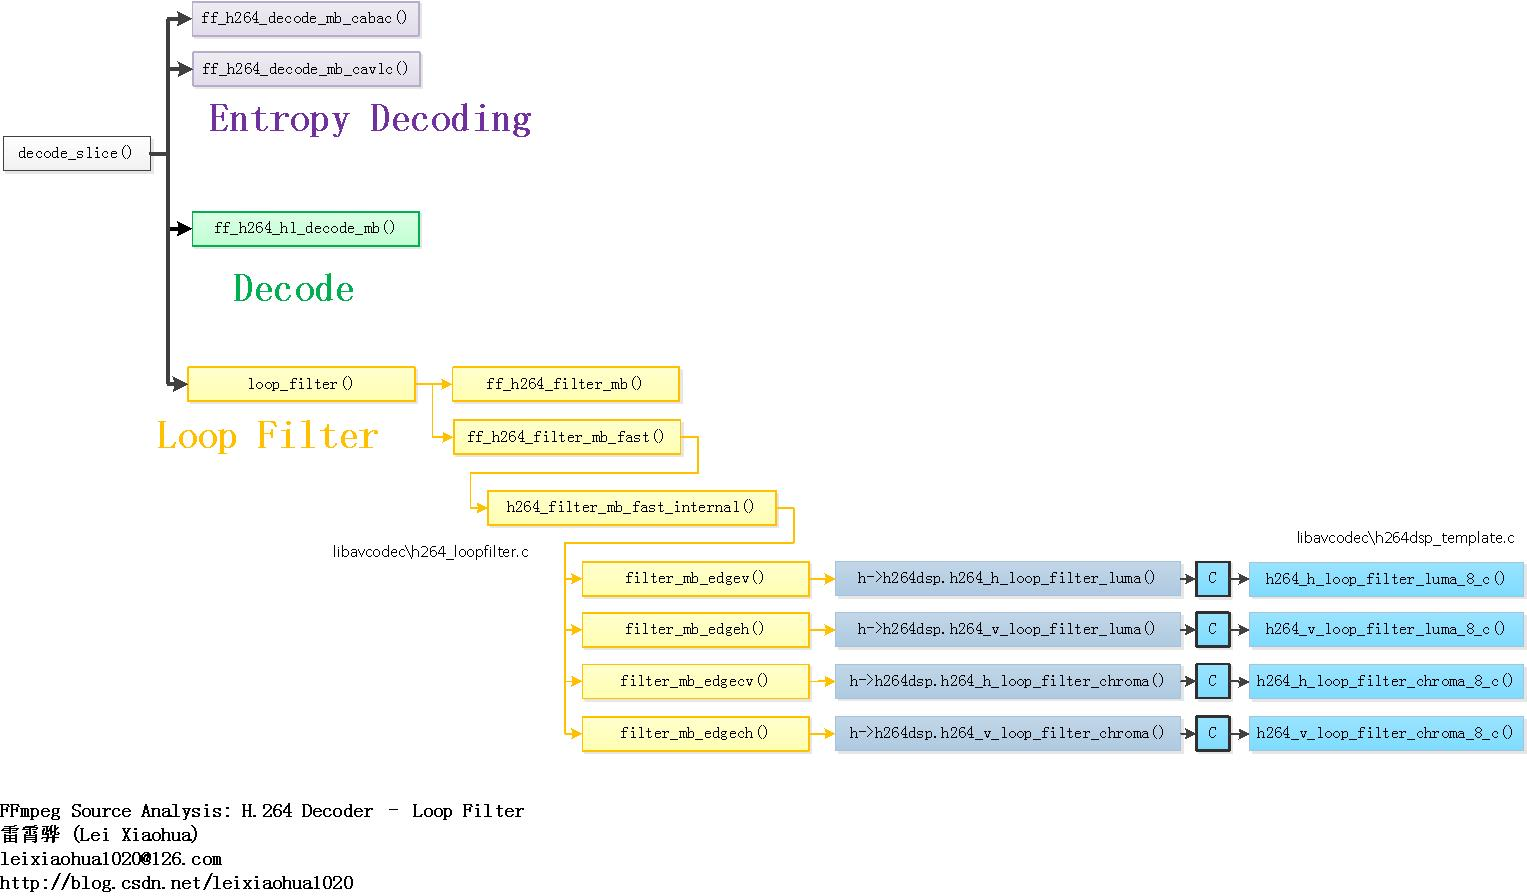 ff_h264_decode_mb_cabac()
ff_h264_decode_mb_cavlc()
Entropy Decoding
decode_slice()
ff_h264_hl_decode_mb()
Decode
loop_filter()
ff_h264_filter_mb()
Loop Filter
ff_h264_filter_mb_fast()
h264_filter_mb_fast_internal()
libavcodec\h264_loopfilter.c
libavcodec\h264dsp_template.c
filter_mb_edgev() h->h264dsp.h264_h_loop_filter_luma() C h264_h_loop_filter_luma_8_c()
filter_mb_edgeh() h->h264dsp.h264_v_loop_filter_luma() C h264_v_loop_filter_luma_8_c()
filter_mb_edgecv() h->h264dsp.h264_h_loop_filter_chroma() C h264_h_loop_filter_chroma_8_c()
filter_mb_edgech() h->h264dsp.h264_v_loop_filter_chroma() C h264_v_loop_filter_chroma_8_c()
FFmpeg Source Analysis: H.264 Decoder – Loop Filter
雷霄骅 (Lei Xiaohua)
leixiaohua1020@126.com
http://blog.csdn.net/leixiaohua1020